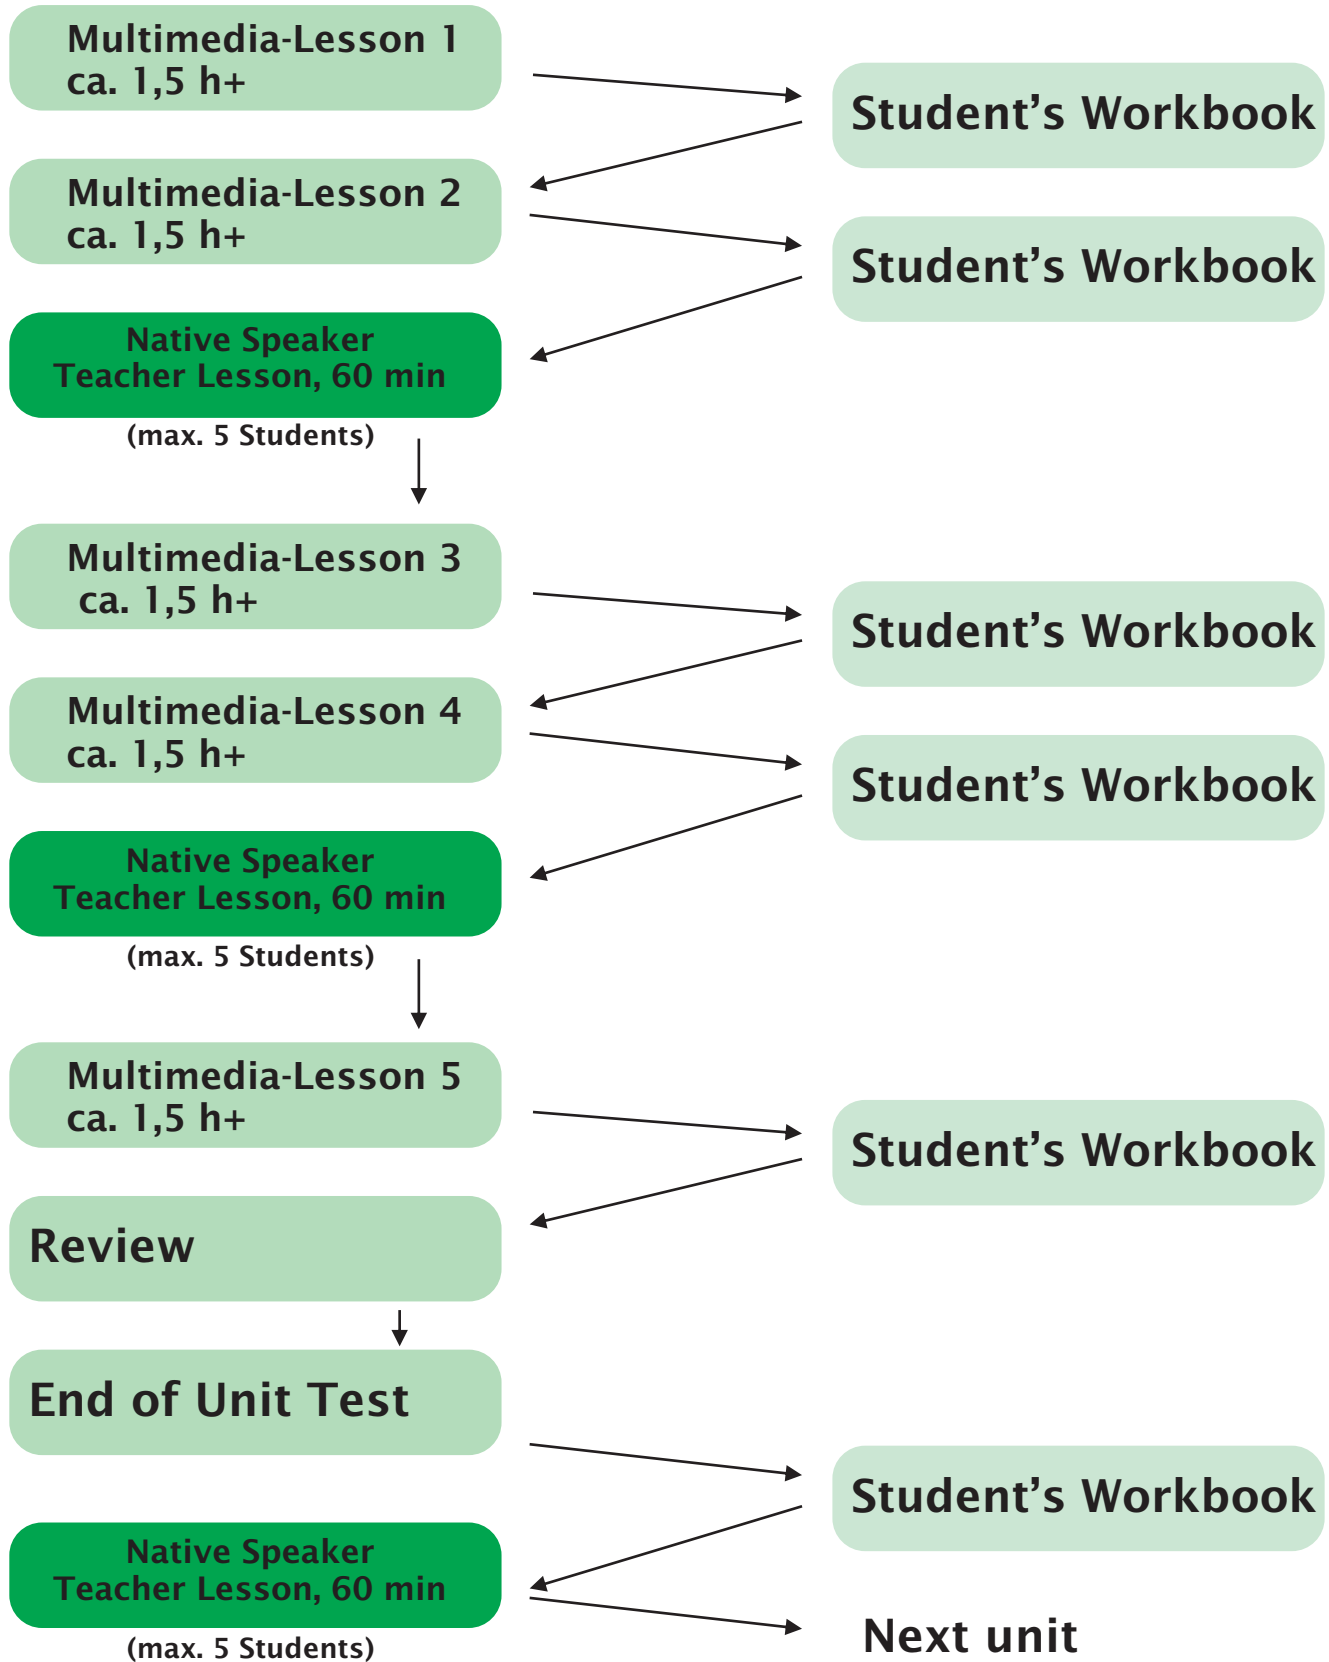 Multimedia-Lesson 1
ca. 1,5 h+
Student’s Workbook
Multimedia-Lesson 2
ca. 1,5 h+
Student’s Workbook
Native Speaker
Teacher Lesson, 60 min
(max. 5 Students)
Multimedia-Lesson 3
ca. 1,5 h+
Student’s Workbook
Multimedia-Lesson 4
ca. 1,5 h+
Student’s Workbook
Native Speaker
Teacher Lesson, 60 min
(max. 5 Students)
Multimedia-Lesson 5
ca. 1,5 h+
Student’s Workbook
Review
End of Unit Test
Student’s Workbook
Native Speaker
Teacher Lesson, 60 min
(max. 5 Students)
Next unit